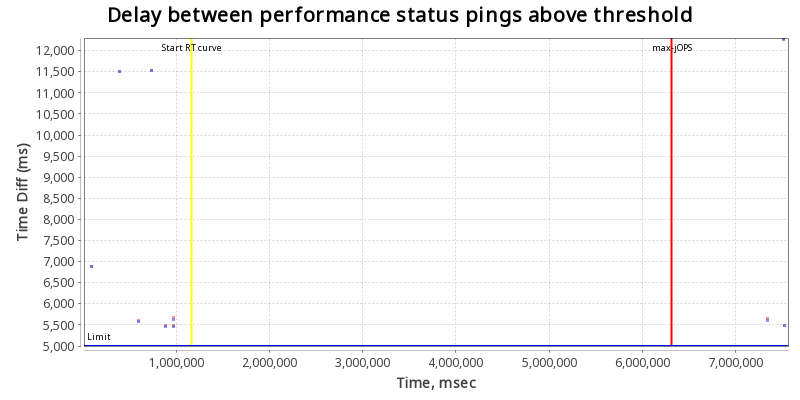 Delay between performance status pings above threshold
Time Diff (ms)
12,000
11,500
11,000
10,500
10,000
9,500
9,000
8,500
8,000
7,500
7,000
6,500
6,000
5,500
5,000
Start RT curve
max-jOPS
Limit
1,000,000 2,000,000 3,000,000 4,000,000 5,000,000 6,000,000 7,000,000
Time, msec